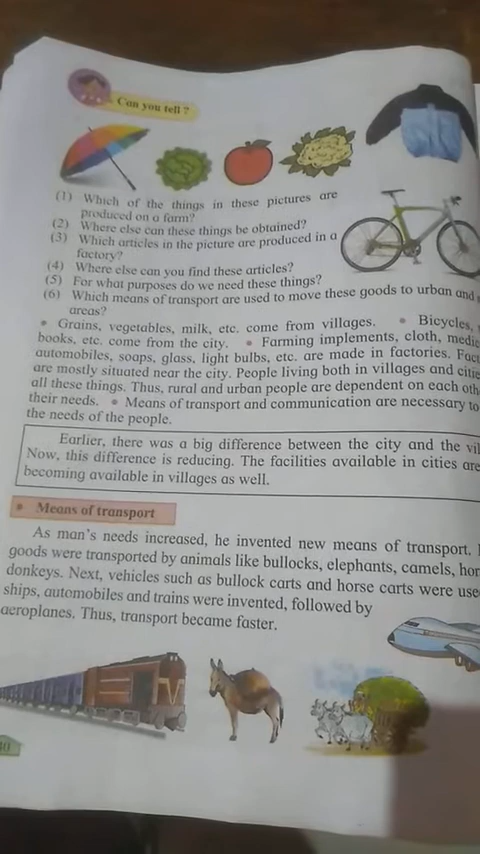 Can you tell ?
(1) Which of the things in these pictures are
produced on a farm?
(2) Where else can these things be obtained?
(3) Which articles in the picture are produced in a
factory?
(4) Where else can you find these articles?
(5) For what purposes do we need these things?
(6) Which means of transport are used to move these goods to urban and
areas?
• Grains, vegetables, milk, etc. come from villages. • Bicycles,
books, etc. come from the city. • Farming implements, cloth,
automobiles, soaps, glass, light bulbs, etc. are made in factories.
are mostly situated near the city. People living both in villages and
all these things. Thus, rural and urban people are dependent on each
their needs. • Means of transport and communication are necessary to
the needs of the people.
Earlier, there was a big difference between the city and the
Now, this difference is reducing. The facilities available in cities are
becoming available in villages as well.
• Means of transport
As man's needs increased, he invented new means of transport.
goods were transported by animals like bullocks, elephants, camels,
donkeys. Next, vehicles such as bullock carts and horse carts were
ships, automobiles and trains were invented, followed by
aeroplanes. Thus, transport became faster.